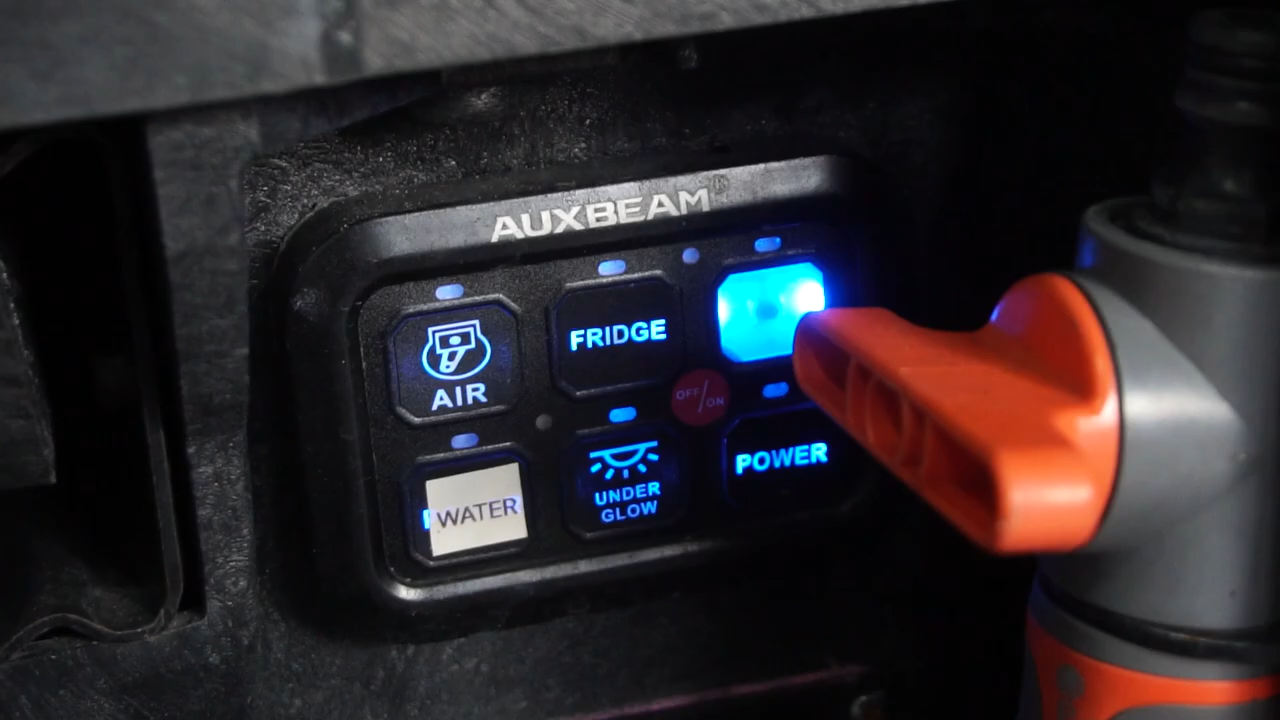 AUXBEAM
AIR
FRIDGE
OFF/ON
WATER
UNDER
GLOW
POWER